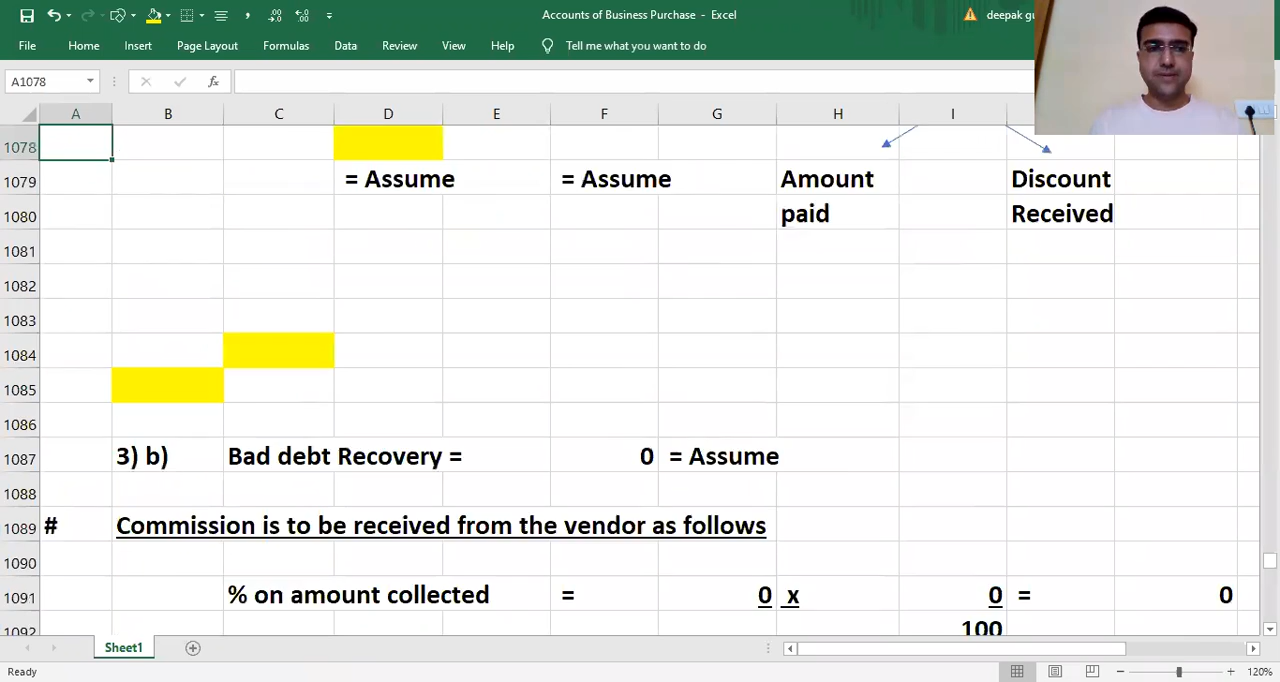 Accounts of Business Purchase - Excel
deepak gu
File Home Insert Page Layout Formulas Data Review View Help Tell me what you want to do
A1078 fx
A B C D E F G H I
1078
1079 = Assume = Assume Amount Discount
1080 paid Received
1081
1082
1083
1084
1085
1086
1087 3) b) Bad debt Recovery = 0 = Assume
1088
1089 # Commission is to be received from the vendor as follows
1090
1091 % on amount collected = 0 x 0 = 0
1092 100
Sheet1
Ready 120%